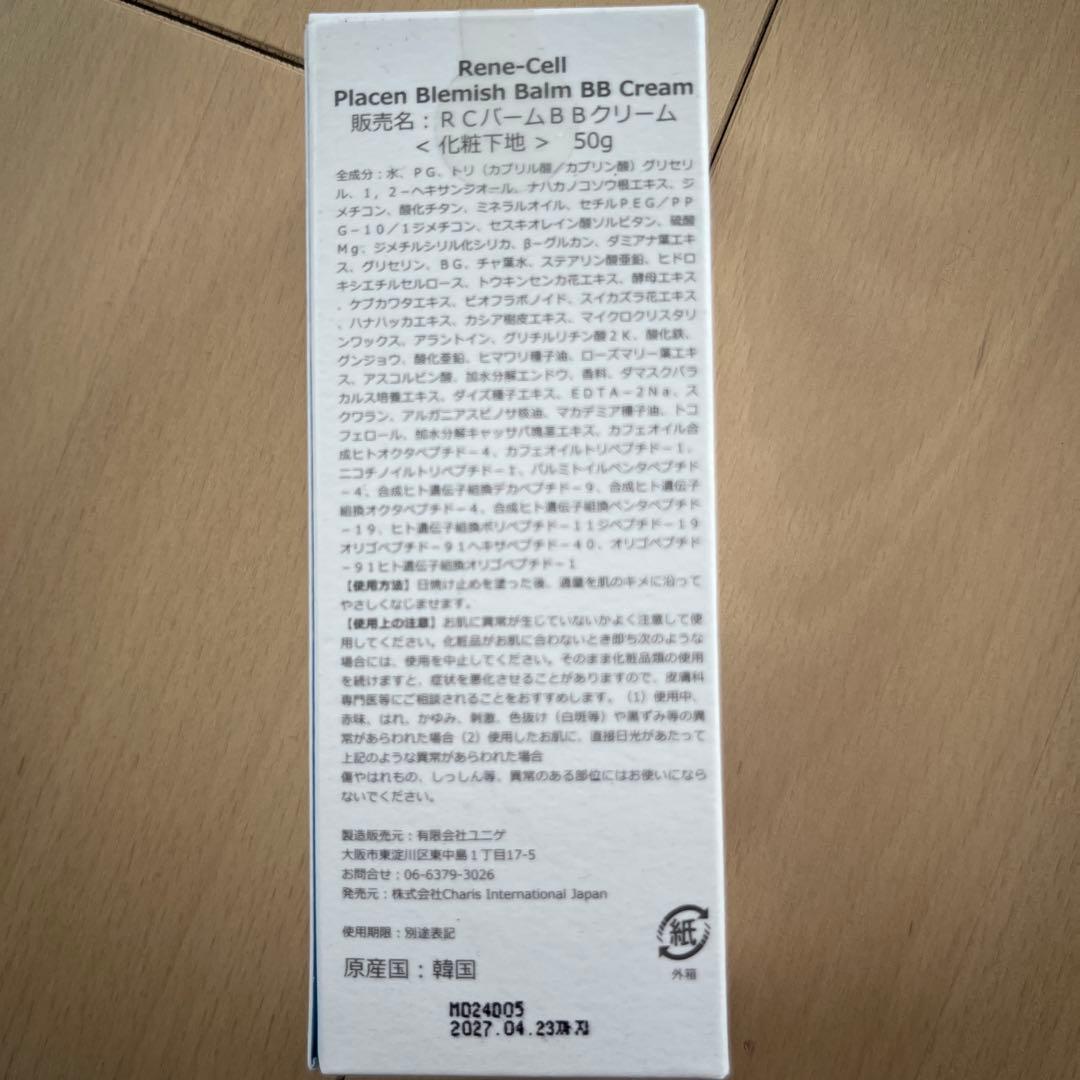 Rene-Cell
Placen Blemish Balm BB Cream
販売名：ＲＣバームＢＢクリーム
＜化粧下地＞　50g
全成分：水、ＰＧ、トリ（カプリル酸／カプリン酸）グリセリ
ル、１，２－ヘキサンジオール、ナハカノコソウ根エキス、ジ
メチコン、酸化チタン、ミネラルオイル、セチルＰＥＧ／ＰＰ
Ｇ－１０／１ジメチコン、セスキオレイン酸ソルビタン、硫酸
Ｍｇ、ジメチルシリル化シリカ、β－グルカン、ダミアナ葉エキ
ス、グリセリン、ＢＧ、チャ葉水、ステアリン酸亜鉛、ヒドロ
キシエチルセルロース、トウキンセンカ花エキス、酵母エキス
、ケブカワタエキス、ビオフラボノイド、スイカズラ花エキス
、ハナハッカエキス、カシア樹皮エキス、マイクロクリスタリ
ンワックス、アラントイン、グリチルリチン酸２Ｋ、酸化鉄、
グンジョウ、酸化亜鉛、ヒマワリ種子油、ローズマリー葉エキ
ス、アスコルビン酸、加水分解エンドウ、香料、ダマスクバラ
カルス培養エキス、ダイズ種子エキス、ＥＤＴＡ－２Ｎａ、ス
クワラン、アルガニアスピノサ核油、マカデミア種子油、トコ
フェロール、加水分解キャッサバ塊茎エキス、カフェオイル合
成ヒトオクタペプチド－４、カフェオイルトリペプチド－１、
ニコチノイルトリペプチド－１、パルミトイルペンタペプチド
－４、合成ヒト遺伝子組換デカペプチド－９、合成ヒト遺伝子
組換オクタペプチド－４、合成ヒト遺伝子組換ペンタペプチド
－１９、ヒト遺伝子組換ポリペプチド－１１ジペプチド－１９
オリゴペプチド－９１ヘキサペプチド－４０、オリゴペプチド
－９１ヒト遺伝子組換オリゴペプチド－１
【使用方法】日焼け止めを塗った後、適量を肌のキメに沿って
やさしくなじませます。
【使用上の注意】お肌に異常が生じていないかよく注意して使
用してください。化粧品がお肌に合わないとき即ち次のような
場合には、使用を中止してください。そのまま化粧品類の使用
を続けますと、症状を悪化させることがありますので、皮膚科
専門医等にご相談されることをおすすめします。（1）使用中、
赤味、はれ、かゆみ、刺激、色抜け（白斑等）や黒ずみ等の異
常があらわれた場合（2）使用したお肌に、直接日光があたって
上記のような異常があらわれた場合
傷やはれもの、しっしん等、異常のある部位にはお使いになら
ないでください。
製造販売元：有限会社ユニゲ
大阪市東淀川区東中島１丁目17-5
お問合せ：06-6379-3026
発売元：株式会社Charis International Japan
使用期限：別途表記
紙
外箱
原産国：韓国
MD24D05
2027.04.23까지